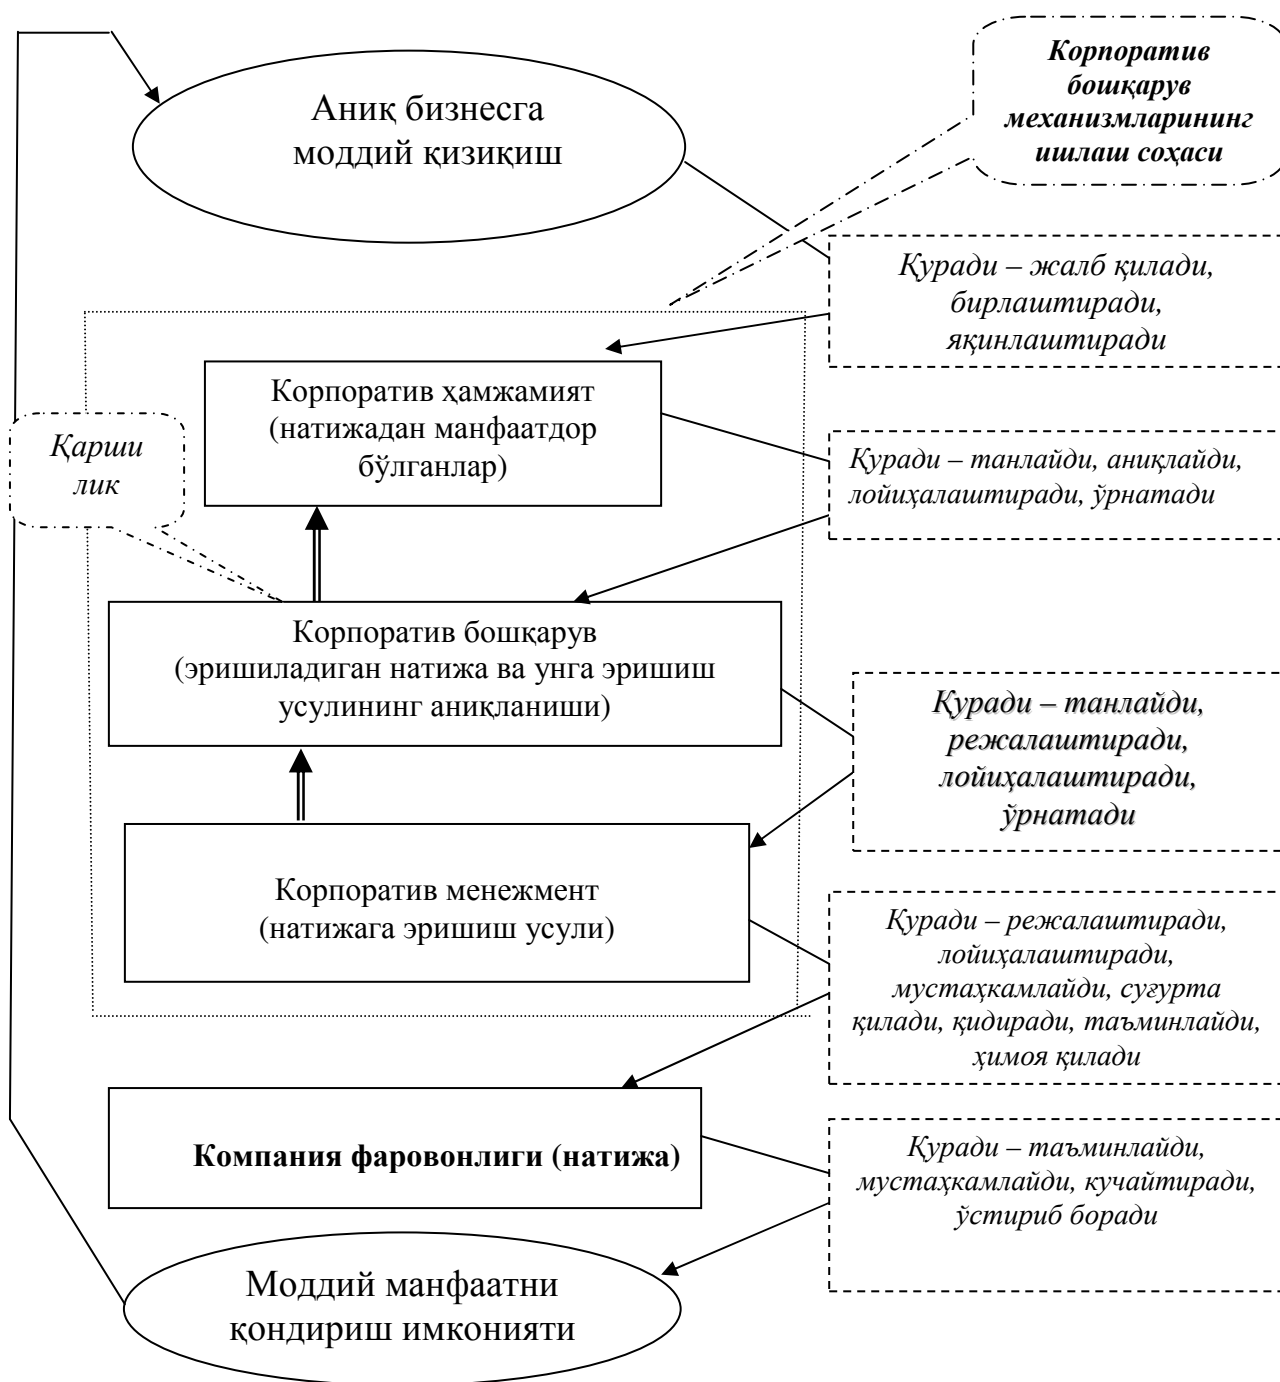 Аниқ бизнесга
моддий қизиқиш
Корпоратив
бошқарув
механизмларининг
ишлаш соҳаси
Қуради – жалб қилади,
бирлаштиради,
яқинлаштиради
Корпоратив ҳамжамият
(натижадан манфаатдор
бўлганлар)
Қарши
лик
Қуради – танлайди, аниқлайди,
лойиҳалаштиради, ўрнатади
Корпоратив бошқарув
(эришиладиган натижа ва унга эришиш
усулининг аниқланиши)
Қуради – танлайди,
режалаштиради,
лойиҳалаштиради,
ўрнатади
Корпоратив менежмент
(натижага эришиш усули)
Қуради – режалаштиради,
лойиҳалаштиради,
мустаҳкамлайди, суғурта
қилади, қидиради, таъминлайди,
ҳимоя қилади
Компания фаровонлиги (натижа)
Қуради – таъминлайди,
мустаҳкамлайди, кучайтиради,
ўстириб боради
Моддий манфаатни
қондириш имконияти